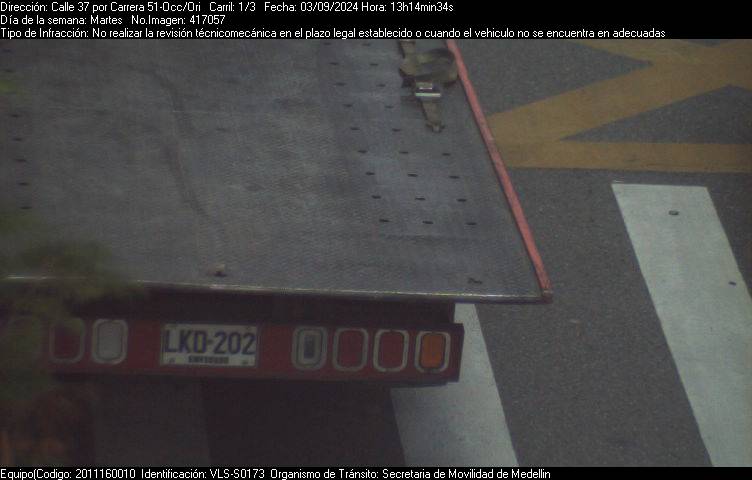 Dirección: Calle 37 por Carrera 51-Occ/Ori   Carril: 1/3   Fecha: 03/09/2024 Hora: 13h14min34s
Día de la semana: Martes   No.Imagen: 417057
Tipo de Infracción: No realizar la revisión técnicomecánica en el plazo legal establecido o cuando el vehiculo no se encuentra en adecuadas
LKO-202
Equipo(Codigo: 2011160010  Identificación: VLS-S0173  Organismo de Tránsito: Secretaria de Movilidad de Medellin